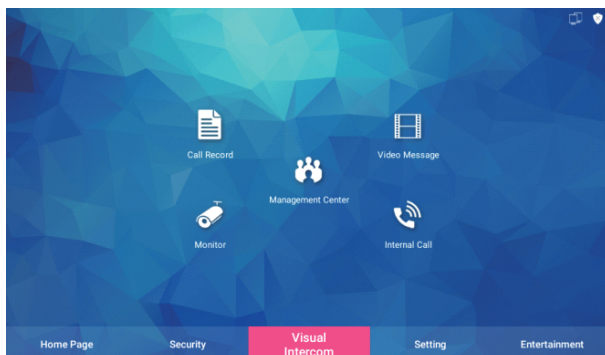 Call Record
Video Message
Management Center
Monitor
Internal Call
Home Page
Security
Visual
Intercom
Setting
Entertainment